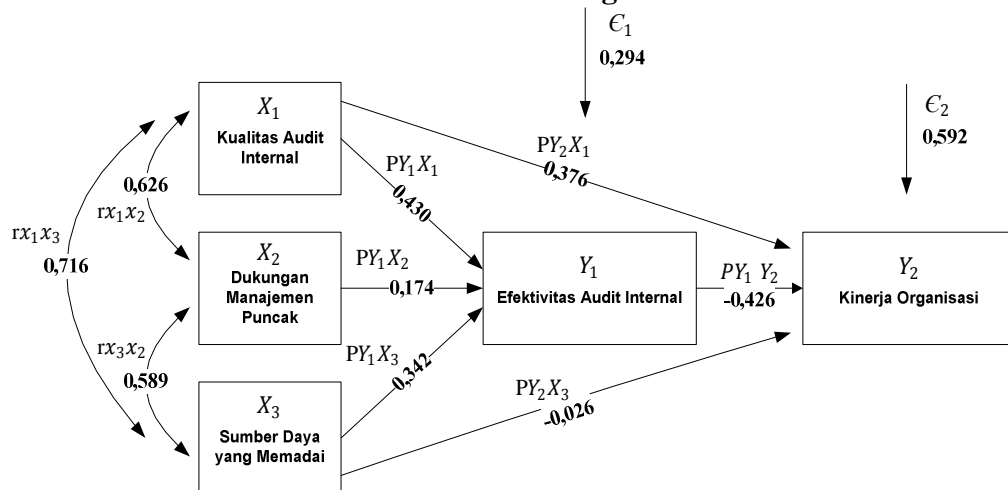 Є₁
0,294
Є₂
0,592
X₁
Kualitas Audit
Internal
PY₂X₁
0,376
PY₁X₁
0,430
0,626
rx₁x₂
rx₁x₃
0,716
X₂
Dukungan
Manajemen
Puncak
PY₁X₂
0,174
Y₁
Efektivitas Audit Internal
PY₁ Y₂
-0,426
Y₂
Kinerja Organisasi
rx₃x₂
0,589
PY₁X₃
0,342
X₃
Sumber Daya
yang Memadai
PY₂X₃
-0,026